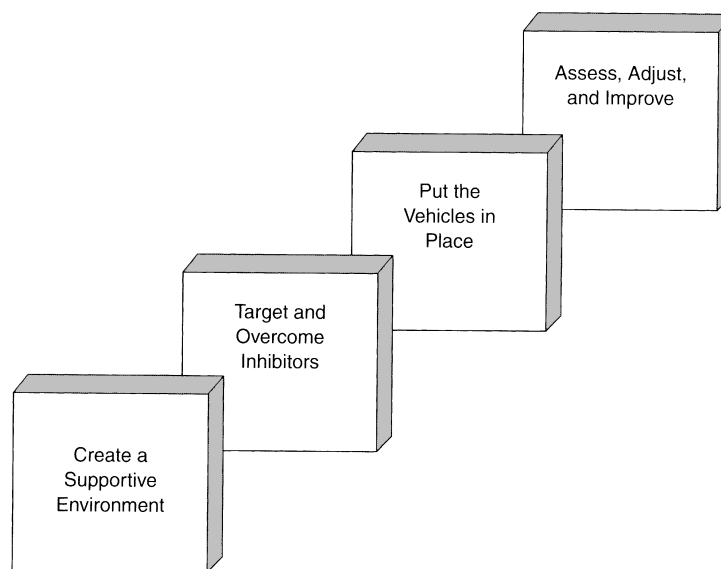 Assess, Adjust,
and Improve
Put the
Vehicles in
Place
Target and
Overcome
Inhibitors
Create a
Supportive
Environment